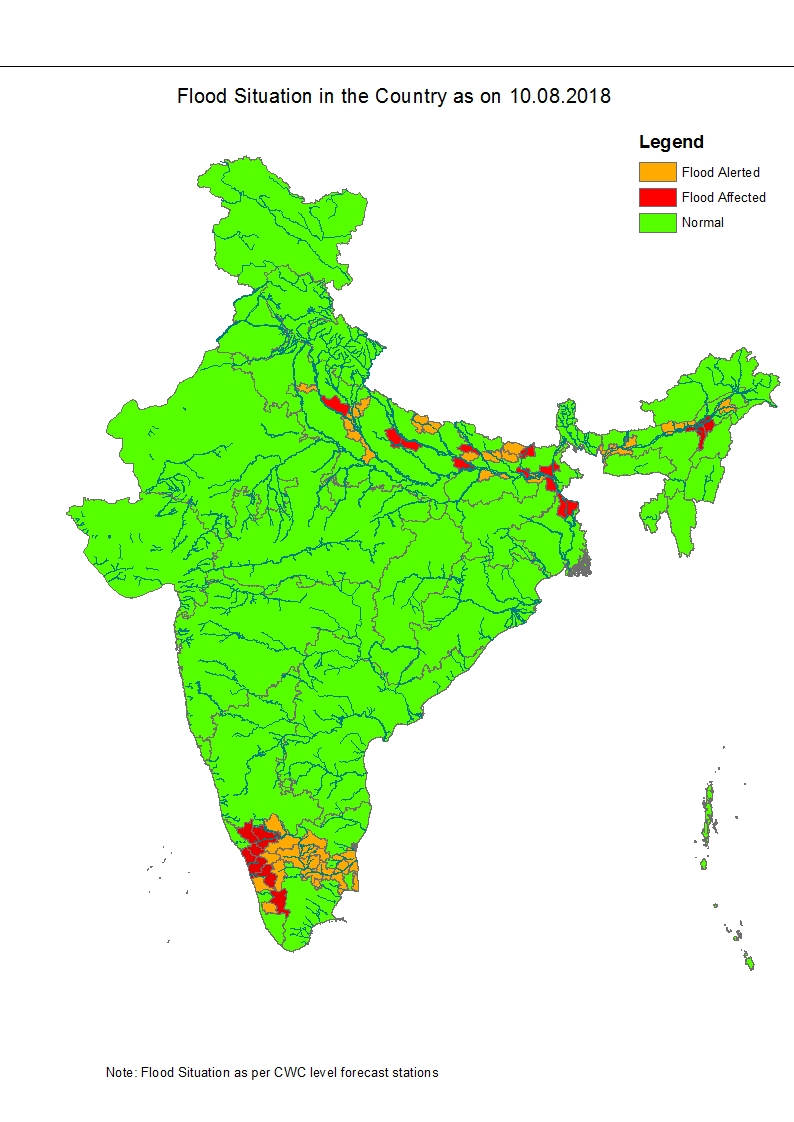 Flood Situation in the Country as on 10.08.2018
Legend
Flood Alerted
Flood Affected
Normal
Note: Flood Situation as per CWC level forecast stations